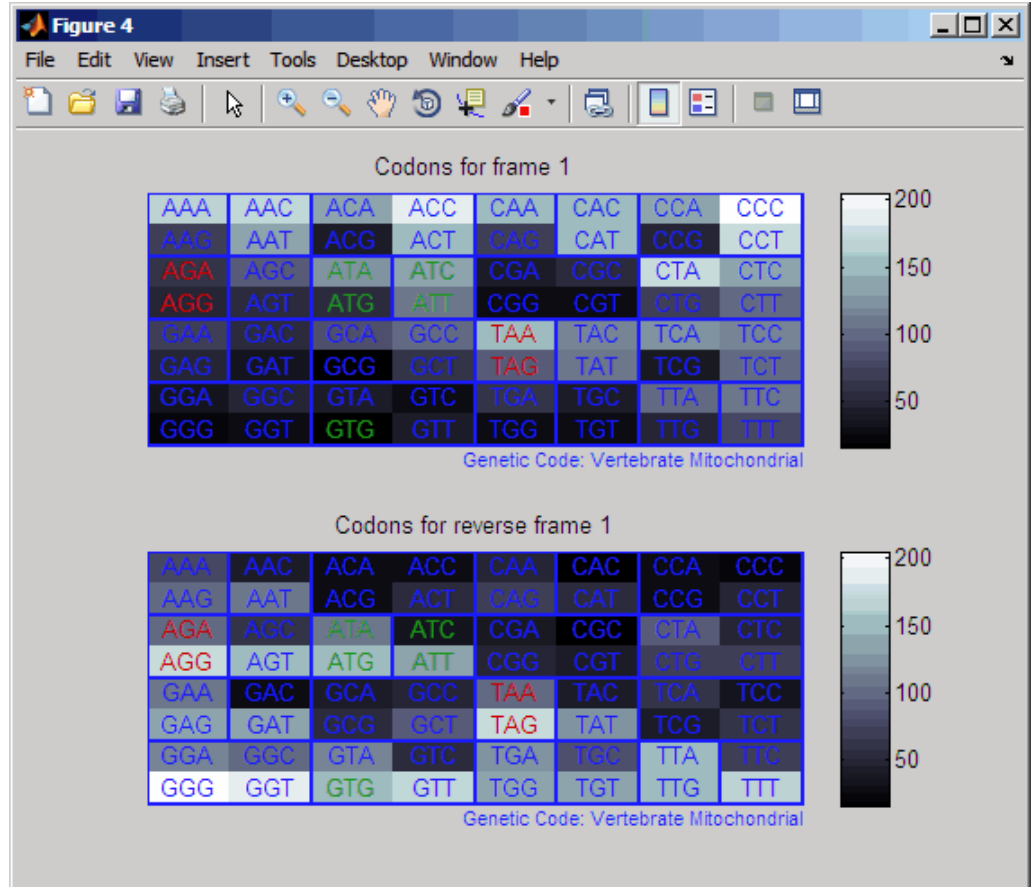 Figure 4
File Edit View Insert Tools Desktop Window Help
Codons for frame 1
AAA AAC ACA ACC CAA CAC CCA CCC
AAG AAT ACG ACT CAG CAT CCG CCT
AGA AGC ATA ATC CGA CGC CTA CTC
AGG AGT ATG ATT CGG CGT CTG CTT
GAA GAC GCA GCC TAA TAC TCA TCC
GAG GAT GCG GCT TAG TAT TCG TCT
GGA GGC GTA GTC TGA TGC TTA TTC
GGG GGT GTG GTT TGG TGT TTG TTT
200
150
100
50
Genetic Code: Vertebrate Mitochondrial
Codons for reverse frame 1
AAA AAC ACA ACC CAA CAC CCA CCC
AAG AAT ACG ACT CAG CAT CCG CCT
AGA AGC ATA ATC CGA CGC CTA CTC
AGG AGT ATG ATT CGG CGT CTG CTT
GAA GAC GCA GCC TAA TAC TCA TCC
GAG GAT GCG GCT TAG TAT TCG TCT
GGA GGC GTA GTC TGA TGC TTA TTC
GGG GGT GTG GTT TGG TGT TTG TTT
200
150
100
50
Genetic Code: Vertebrate Mitochondrial